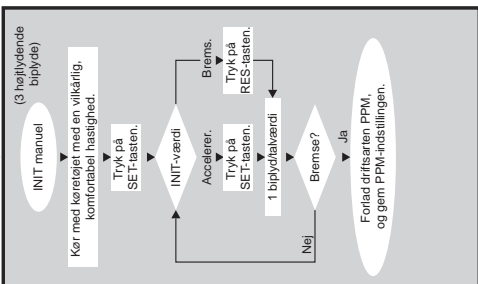 INIT manuel
(3 højtlydende
biplyde)
Kør med køretøjet med en vilkårlig,
komfortabel hastighed.
Tryk på
SET-tasten.
INIT-værdi
Accelerer.
Brems.
Tryk på
SET-tasten.
Tryk på
RES-tasten.
1 biplyd/talværdi
Bremse?
Nej
Ja
Forlad driftsarten PPM,
og gem PPM-indstillingen.